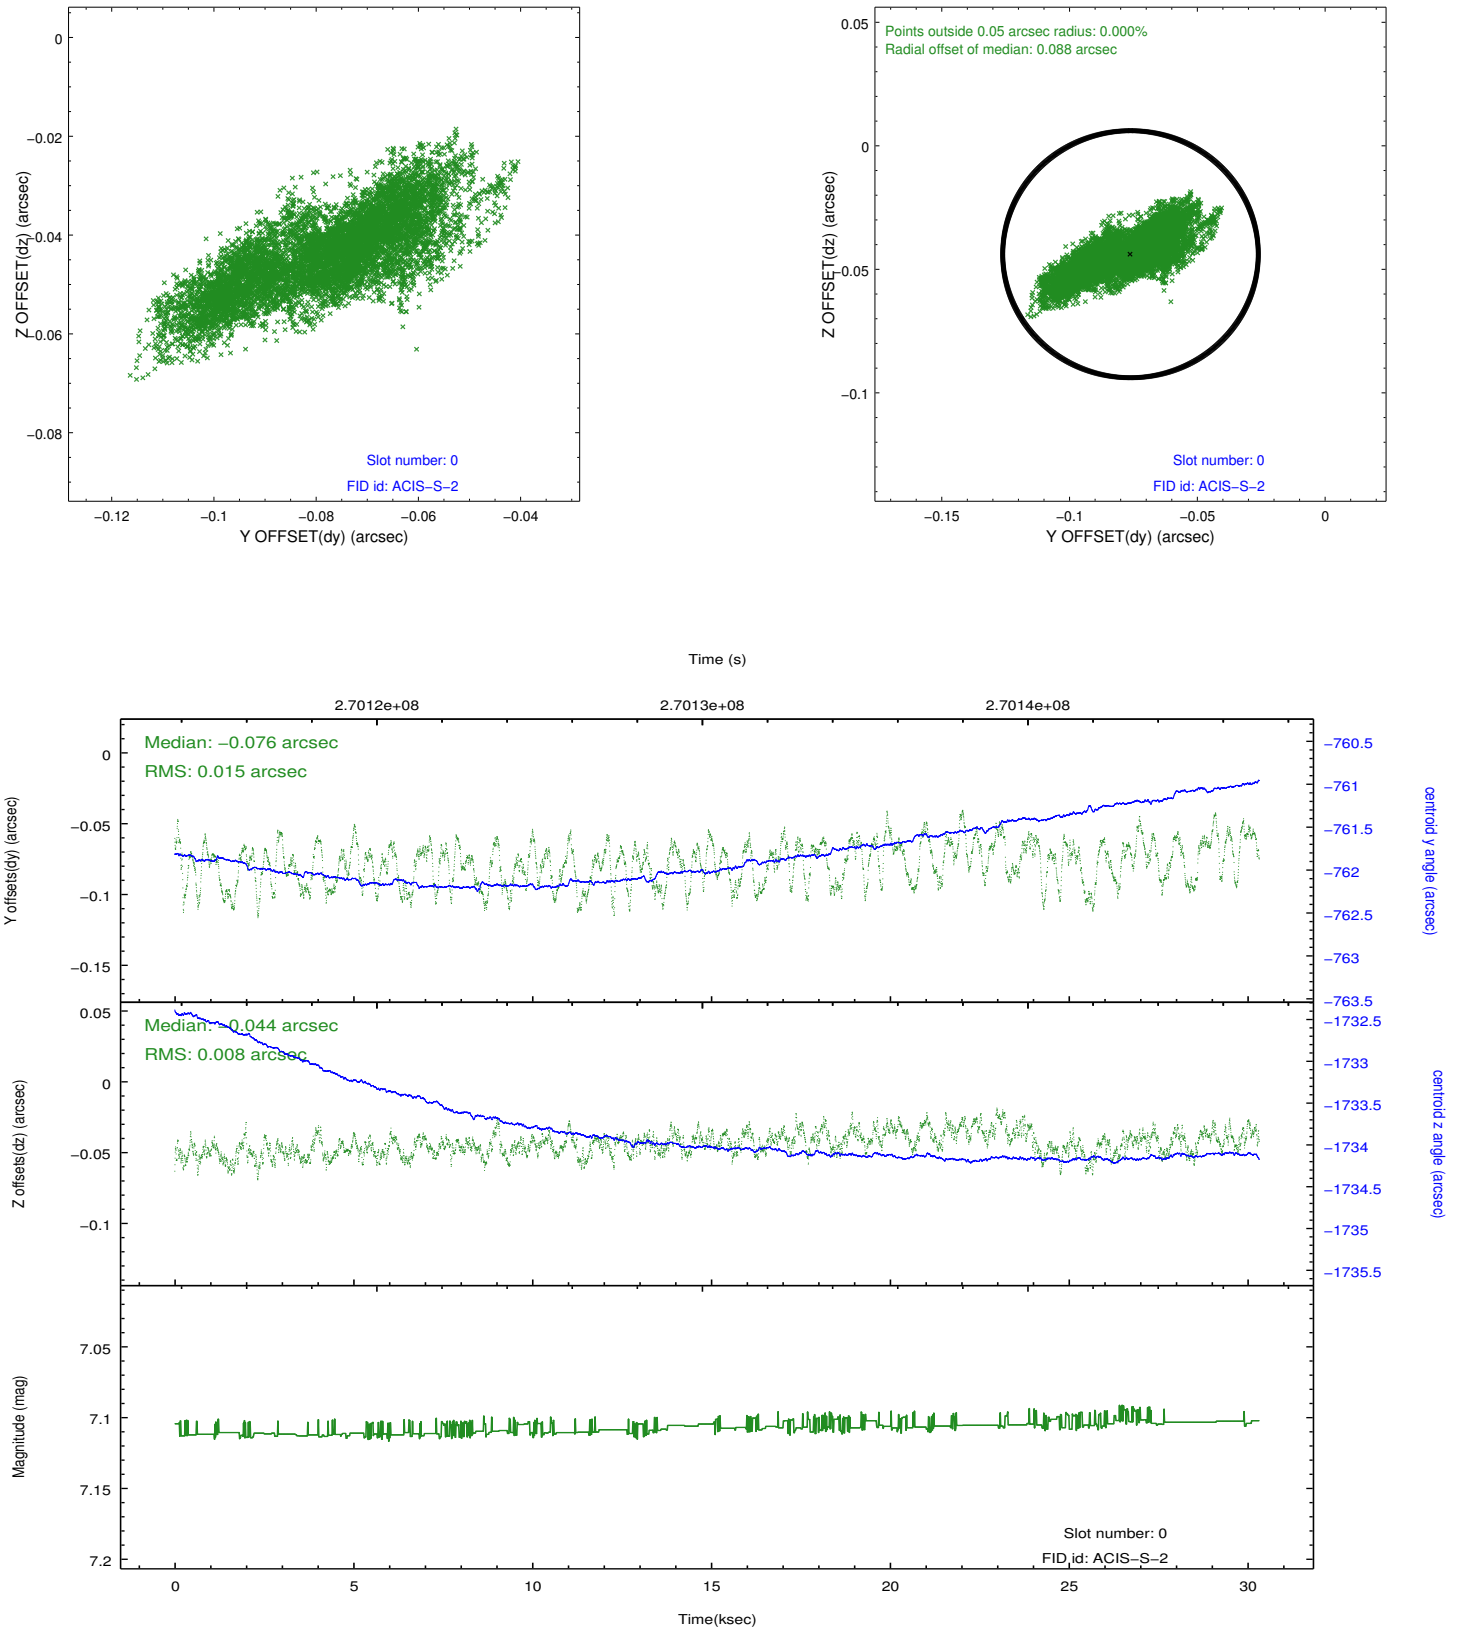 0
−0.02
−0.04
−0.06
−0.08
Z OFFSET(dz) (arcsec)
Slot number: 0
FID id: ACIS−S−2
−0.12
−0.1
−0.08
−0.06
−0.04
Y OFFSET(dy) (arcsec)
0.05
0
−0.05
−0.1
Z OFFSET(dz) (arcsec)
Points outside 0.05 arcsec radius: 0.000%
Radial offset of median: 0.088 arcsec
Slot number: 0
FID id: ACIS−S−2
−0.15
−0.1
−0.05
0
Y OFFSET(dy) (arcsec)
Time (s)
2.7012e+08
2.7013e+08
2.7014e+08
Median: −0.076 arcsec
RMS: 0.015 arcsec
0
−0.05
−0.1
−0.15
Y offsets(dy) (arcsec)
−760.5
−761
−761.5
−762
−762.5
−763
−763.5
centroid y angle (arcsec)
Median: −0.044 arcsec
RMS: 0.008 arcsec
0.05
0
−0.05
−0.1
Z offsets(dz) (arcsec)
−1732.5
−1733
−1733.5
−1734
−1734.5
−1735
−1735.5
centroid z angle (arcsec)
7.05
7.1
7.15
7.2
Magnitude (mag)
Slot number: 0
FID id: ACIS−S−2
0
5
10
15
20
25
30
Time(ksec)